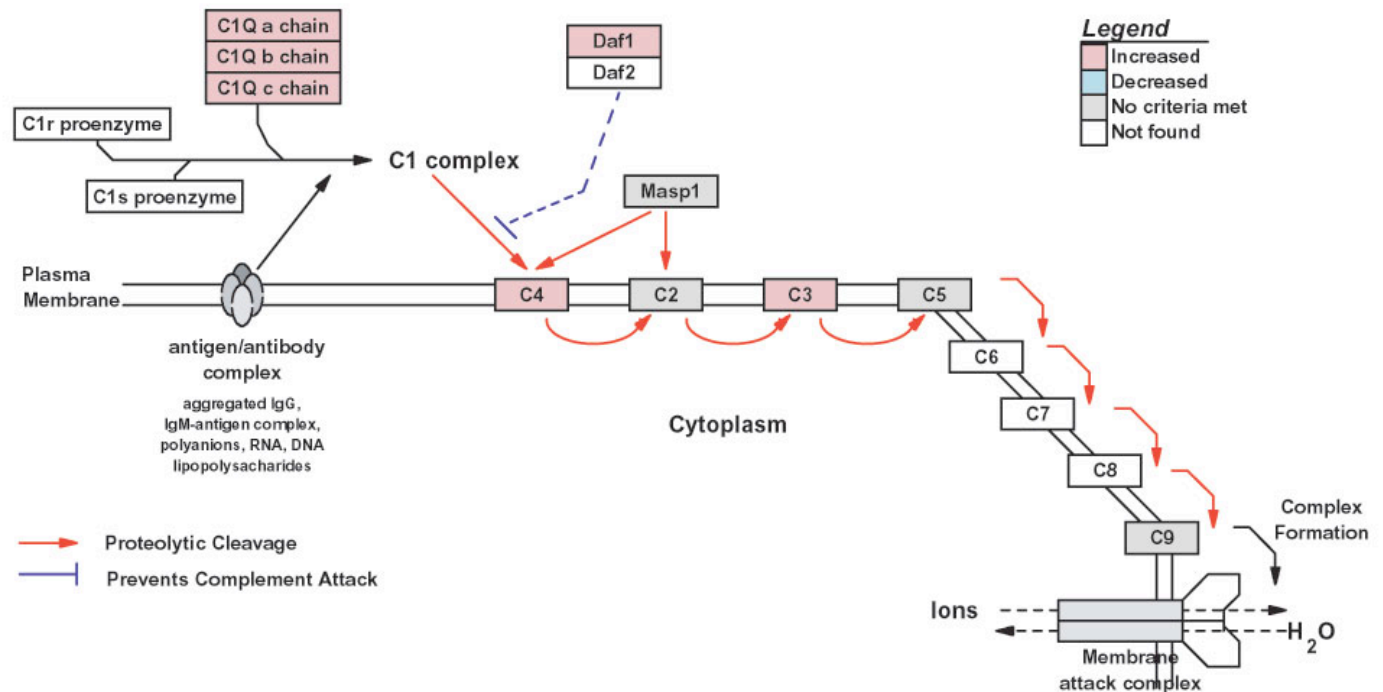 C1Q a chain
C1Q b chain
C1Q c chain
Daf1
Daf2
Legend
Increased
Decreased
No criteria met
Not found
C1r proenzyme
C1s proenzyme
C1 complex
Masp1
Plasma
Membrane
C4
C2
C3
C5
antigen/antibody
complex
aggregated IgG,
IgM-antigen complex,
polyanions, RNA, DNA
lipopolysacharides
C6
C7
C8
C9
Cytoplasm
Complex
Formation
Proteolytic Cleavage
Prevents Complement Attack
Ions
H2O
Membrane
attack complex